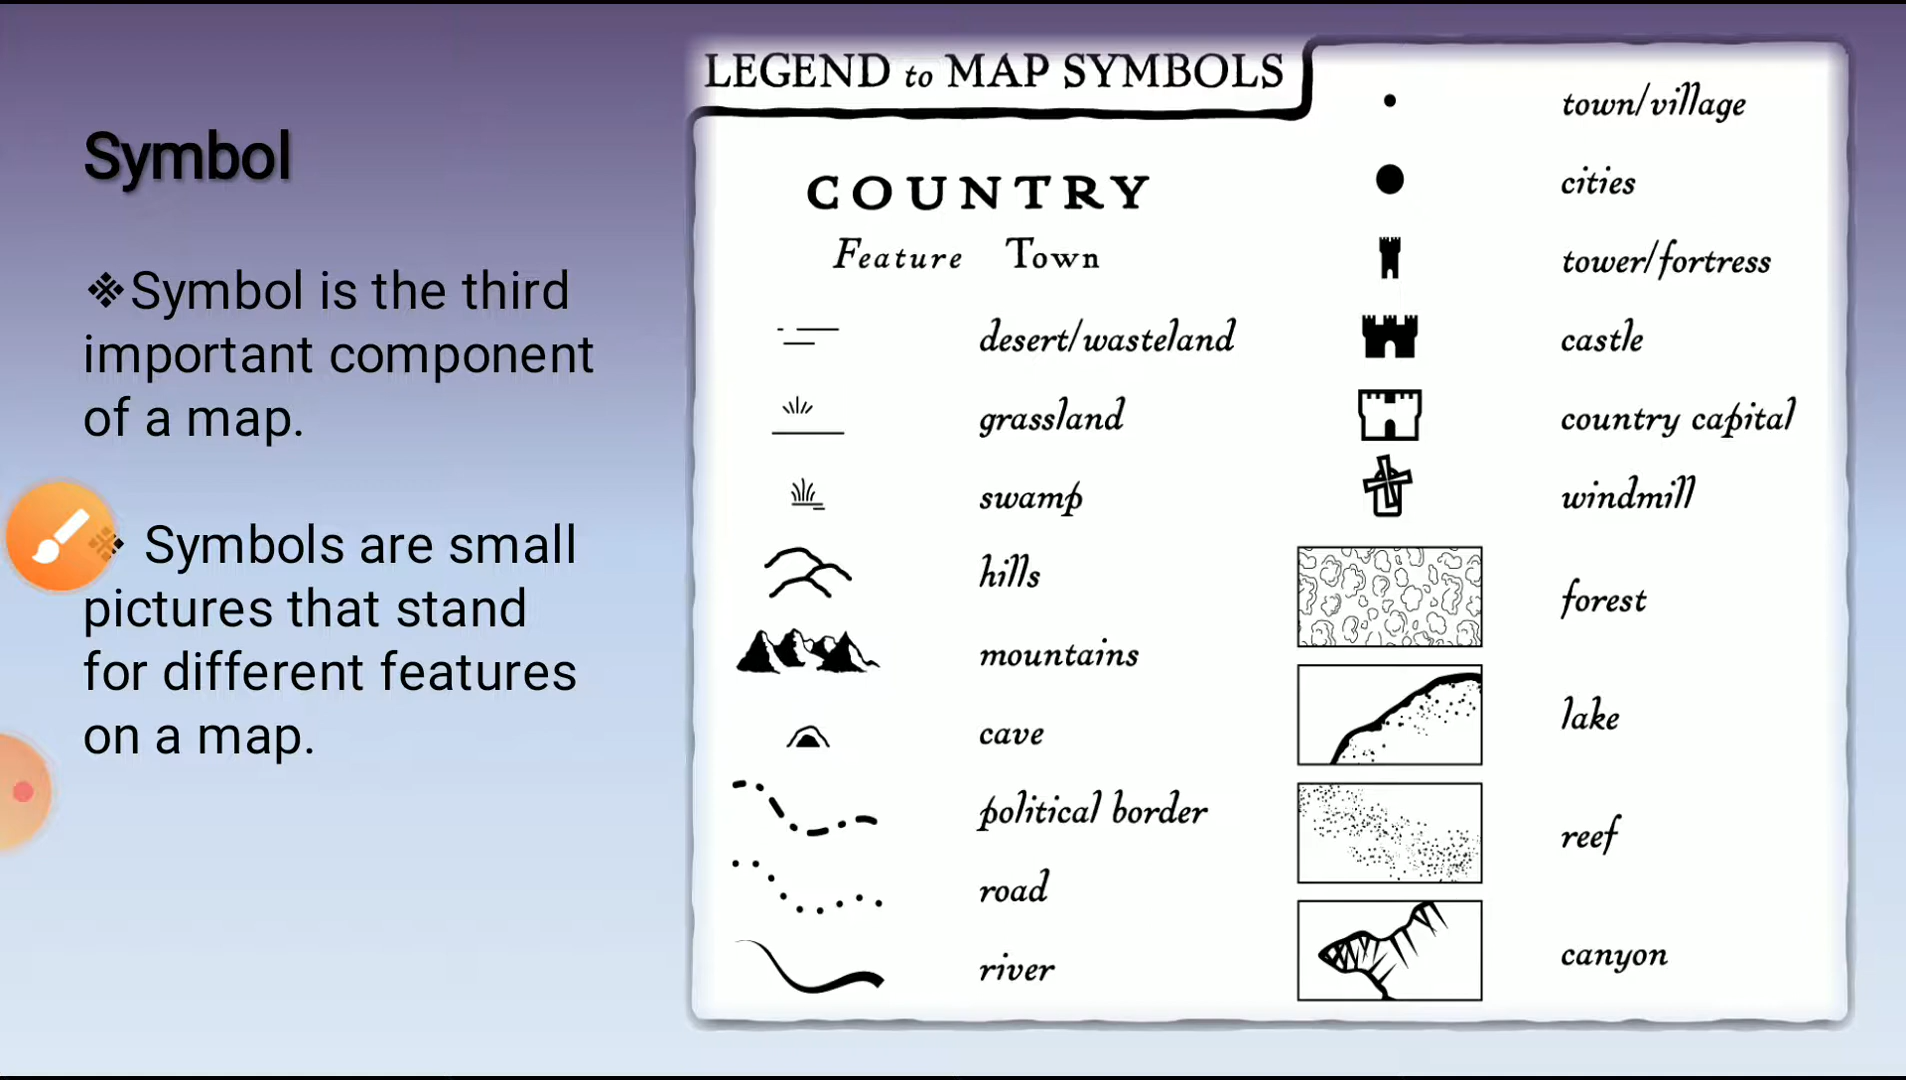 Symbol
❖Symbol is the third
important component
of a map.
❖ Symbols are small
pictures that stand
for different features
on a map.
LEGEND to MAP SYMBOLS
COUNTRY
Feature Town
desert/wasteland
grassland
swamp
hills
mountains
cave
political border
road
river
town/village
cities
tower/fortress
castle
country capital
windmill
forest
lake
reef
canyon